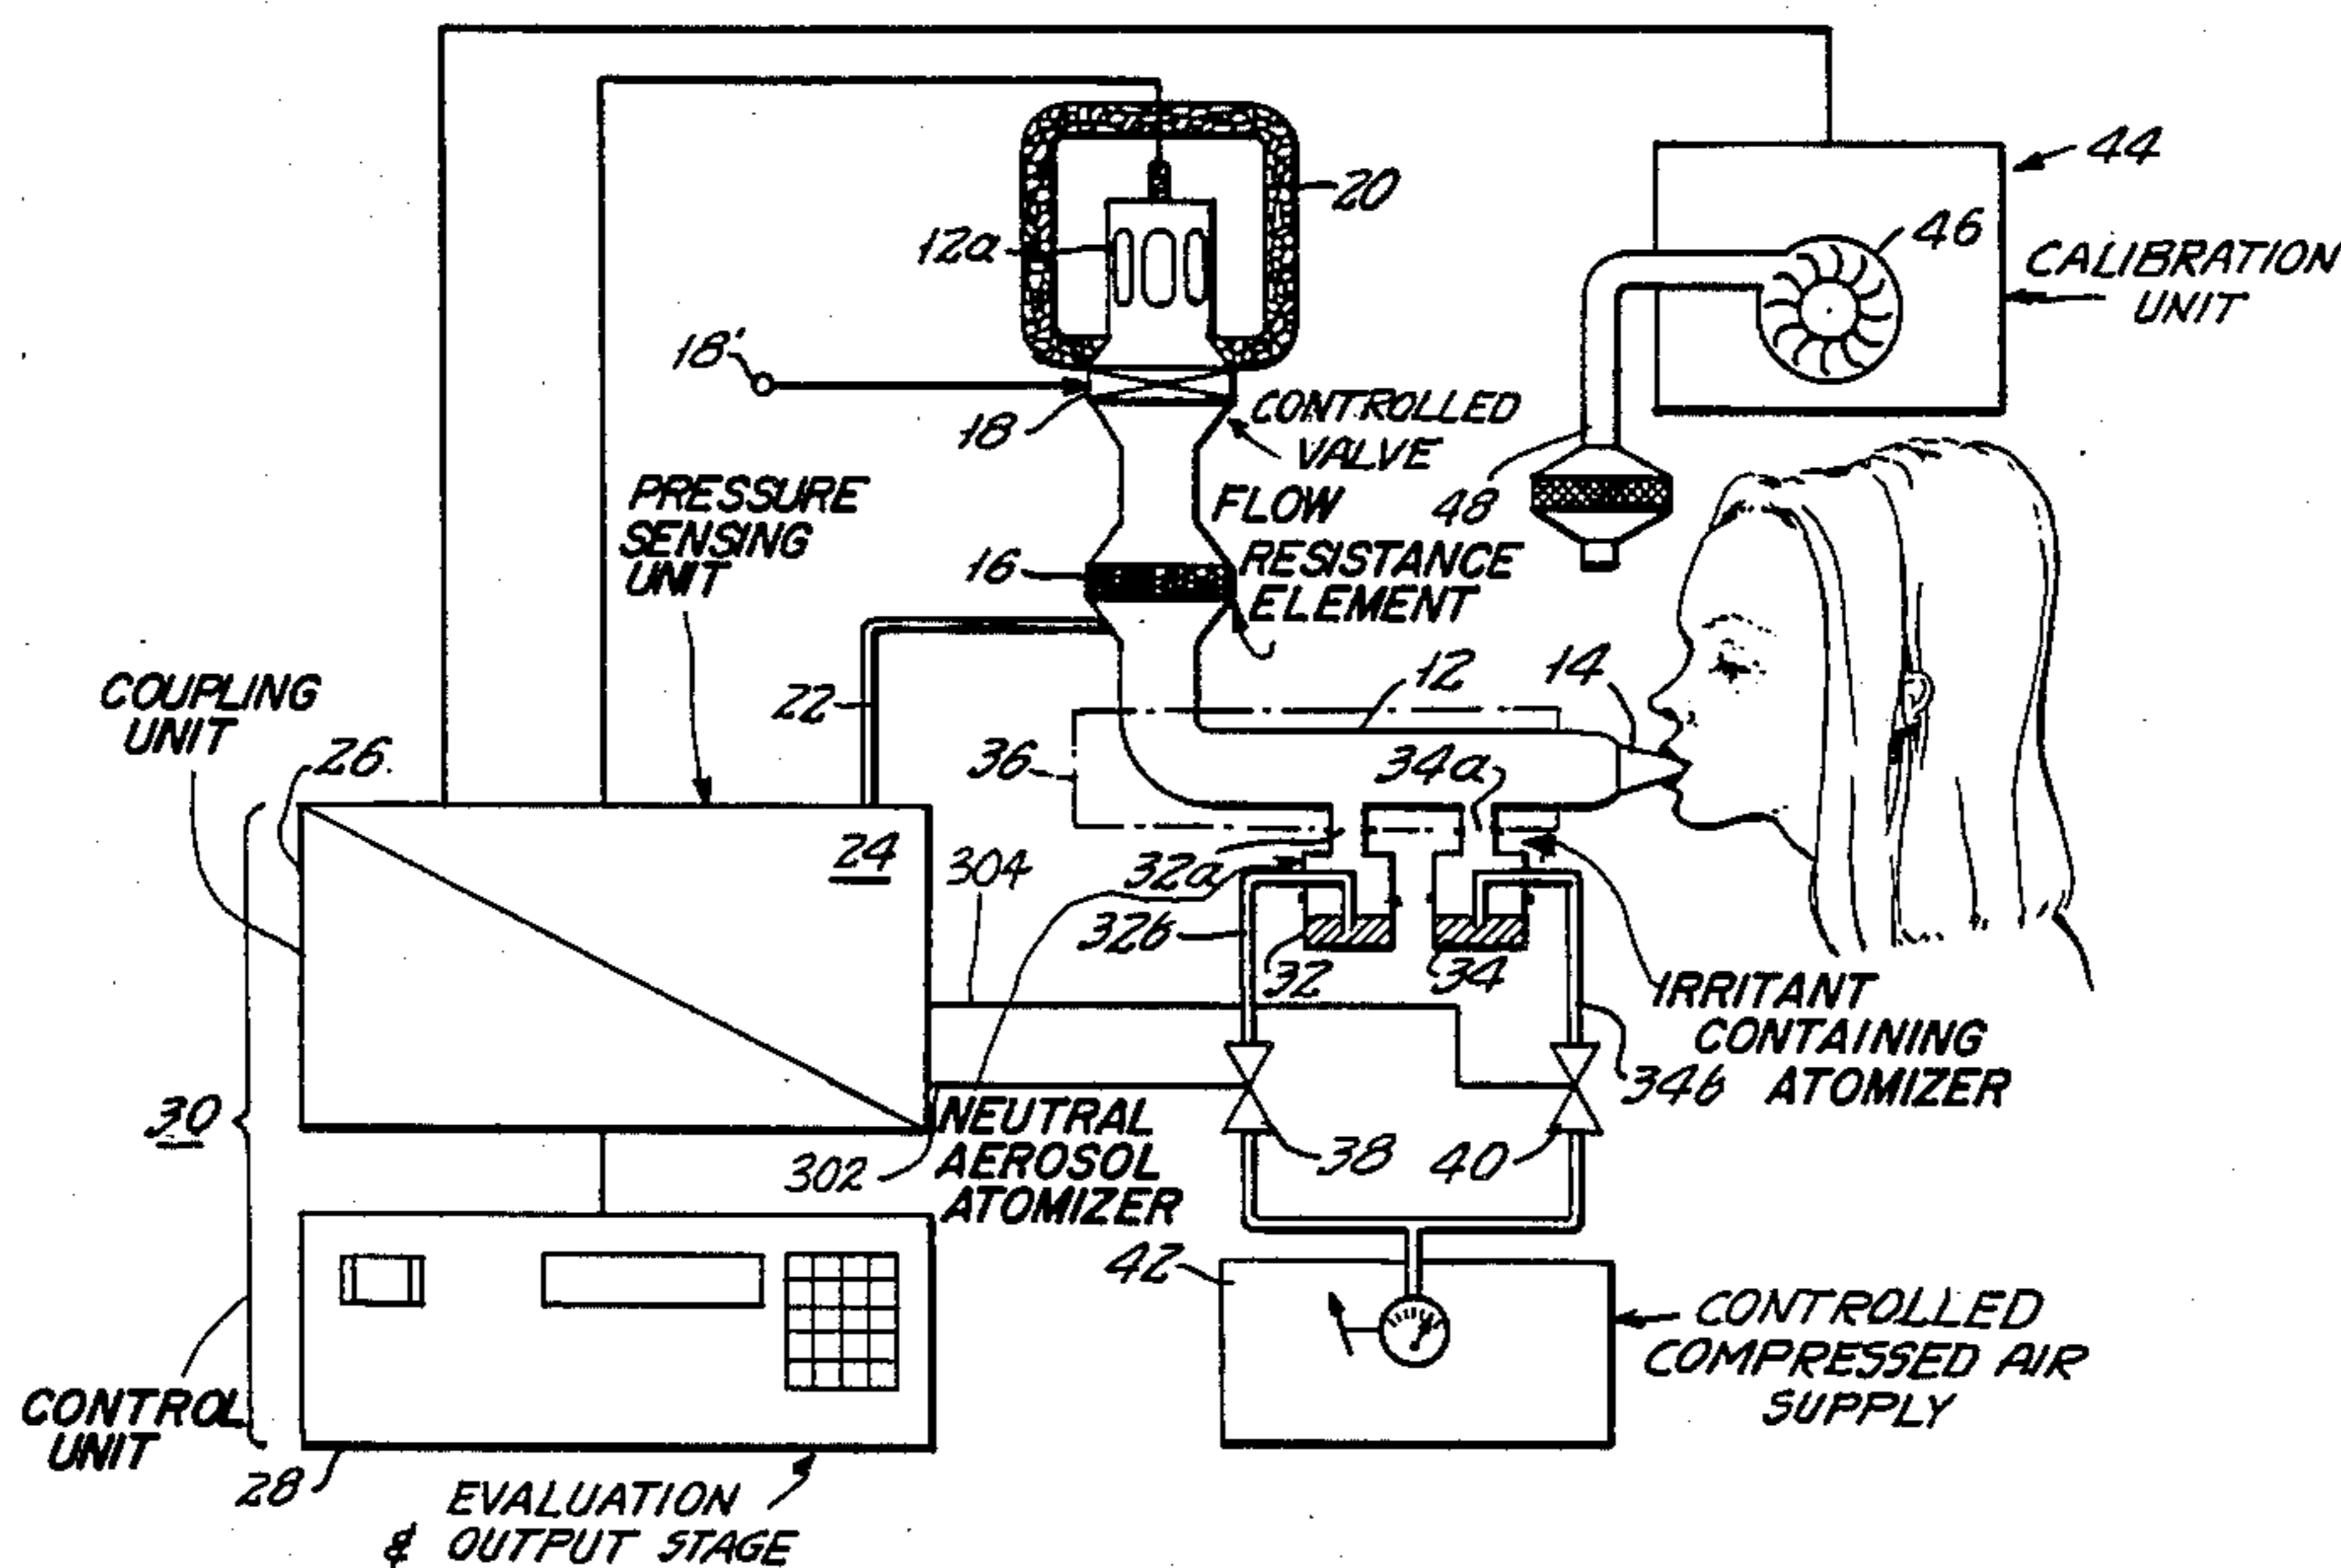 44
20
46
12a
CALIBRATION
UNIT
18'
18
CONTROLLED
VALVE
PRESSURE
SENSING
UNIT
FLOW
RESISTANCE
ELEMENT
48
16
COUPLING
UNIT
22
12
14
26
36
34a
24
304
32a
32b
32
34
IRRITANT
CONTAINING
ATOMIZER
34b
30
NEUTRAL
AEROSOL
ATOMIZER
302
38
40
42
CONTROLLED
COMPRESSED AIR
SUPPLY
CONTROL
UNIT
28
EVALUATION
& OUTPUT STAGE